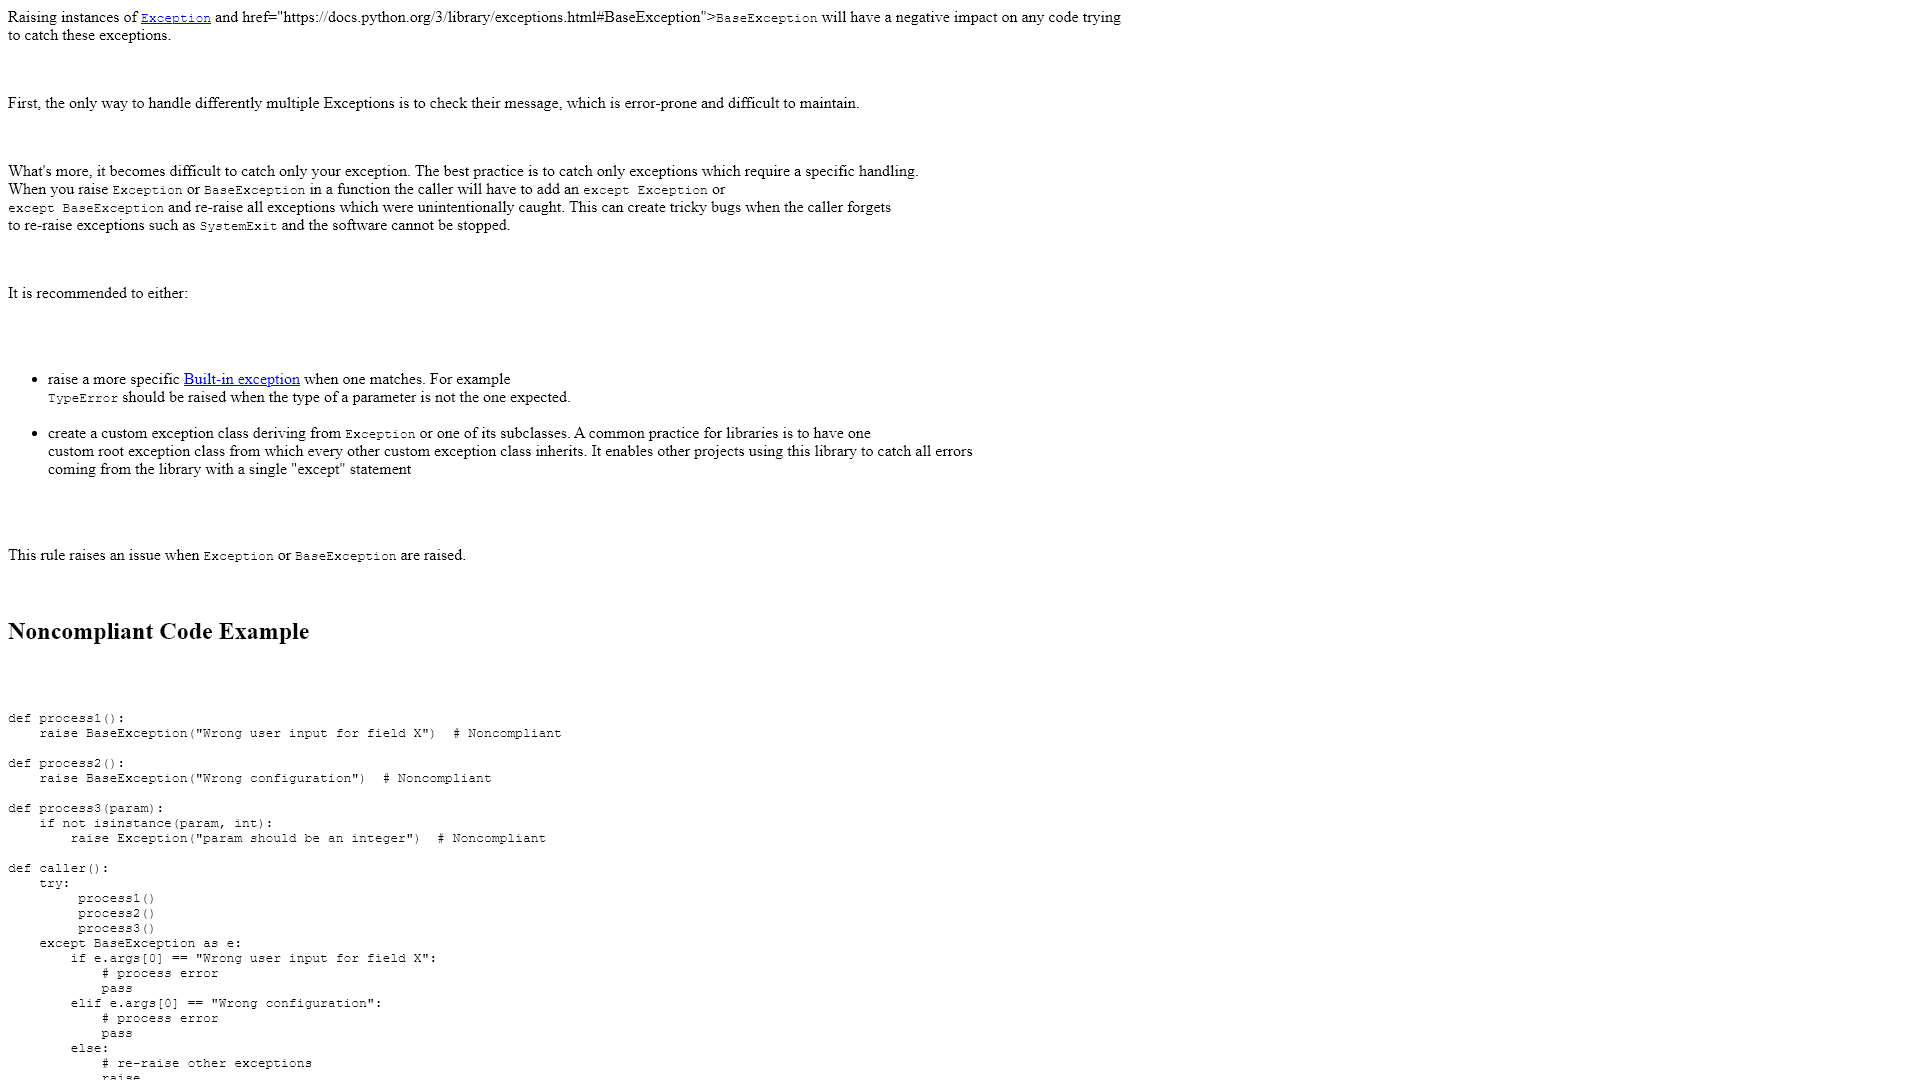 Raising instances of Exception and href="https://docs.python.org/3/library/exceptions.html#BaseException">BaseException will have a negative impact on any code trying
to catch these exceptions.
First, the only way to handle differently multiple Exceptions is to check their message, which is error-prone and difficult to maintain.
What's more, it becomes difficult to catch only your exception. The best practice is to catch only exceptions which require a specific handling.
When you raise Exception or BaseException in a function the caller will have to add an except Exception or
except BaseException and re-raise all exceptions which were unintentionally caught. This can create tricky bugs when the caller forgets
to re-raise exceptions such as SystemExit and the software cannot be stopped.
It is recommended to either:
• raise a more specific Built-in exception when one matches. For example
TypeError should be raised when the type of a parameter is not the one expected.
• create a custom exception class deriving from Exception or one of its subclasses. A common practice for libraries is to have one
custom root exception class from which every other custom exception class inherits. It enables other projects using this library to catch all errors
coming from the library with a single "except" statement
This rule raises an issue when Exception or BaseException are raised.
Noncompliant Code Example
def process1():
    raise BaseException("Wrong user input for field X")  # Noncompliant
def process2():
    raise BaseException("Wrong configuration")  # Noncompliant
def process3(param):
    if not isinstance(param, int):
        raise Exception("param should be an integer")  # Noncompliant
def caller():
    try:
         process1()
         process2()
         process3()
    except BaseException as e:
        if e.args[0] == "Wrong user input for field X":
            # process error
            pass
        elif e.args[0] == "Wrong configuration":
            # process error
            pass
        else:
            # re-raise other exceptions
            raise